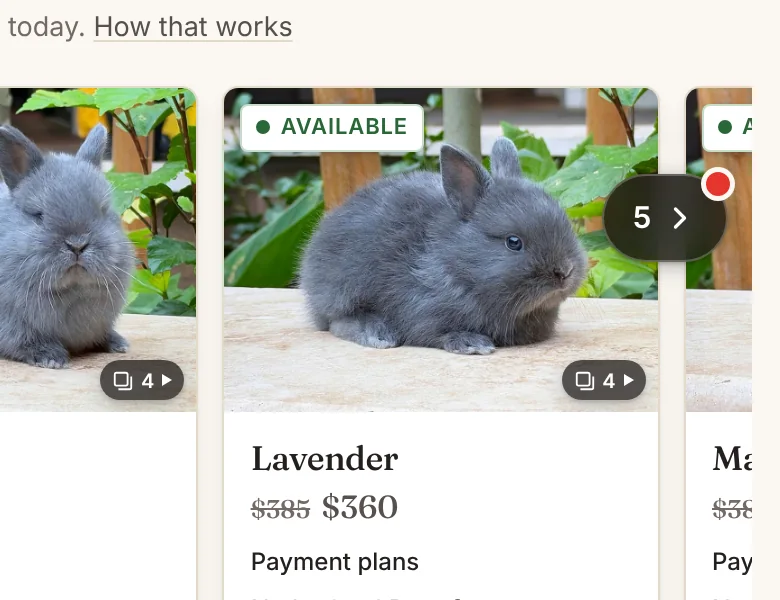 today. How that works
AVAILABLE
5
4
4
Lavender
$385 $360
Payment plans